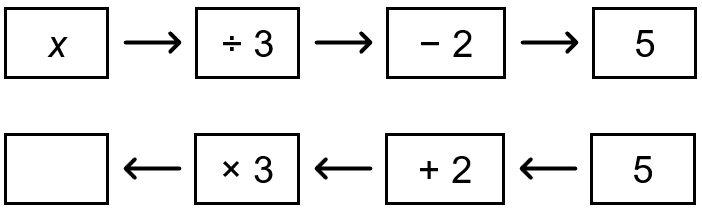 x → ÷ 3 → − 2 → 5
← × 3 ← + 2 ← 5